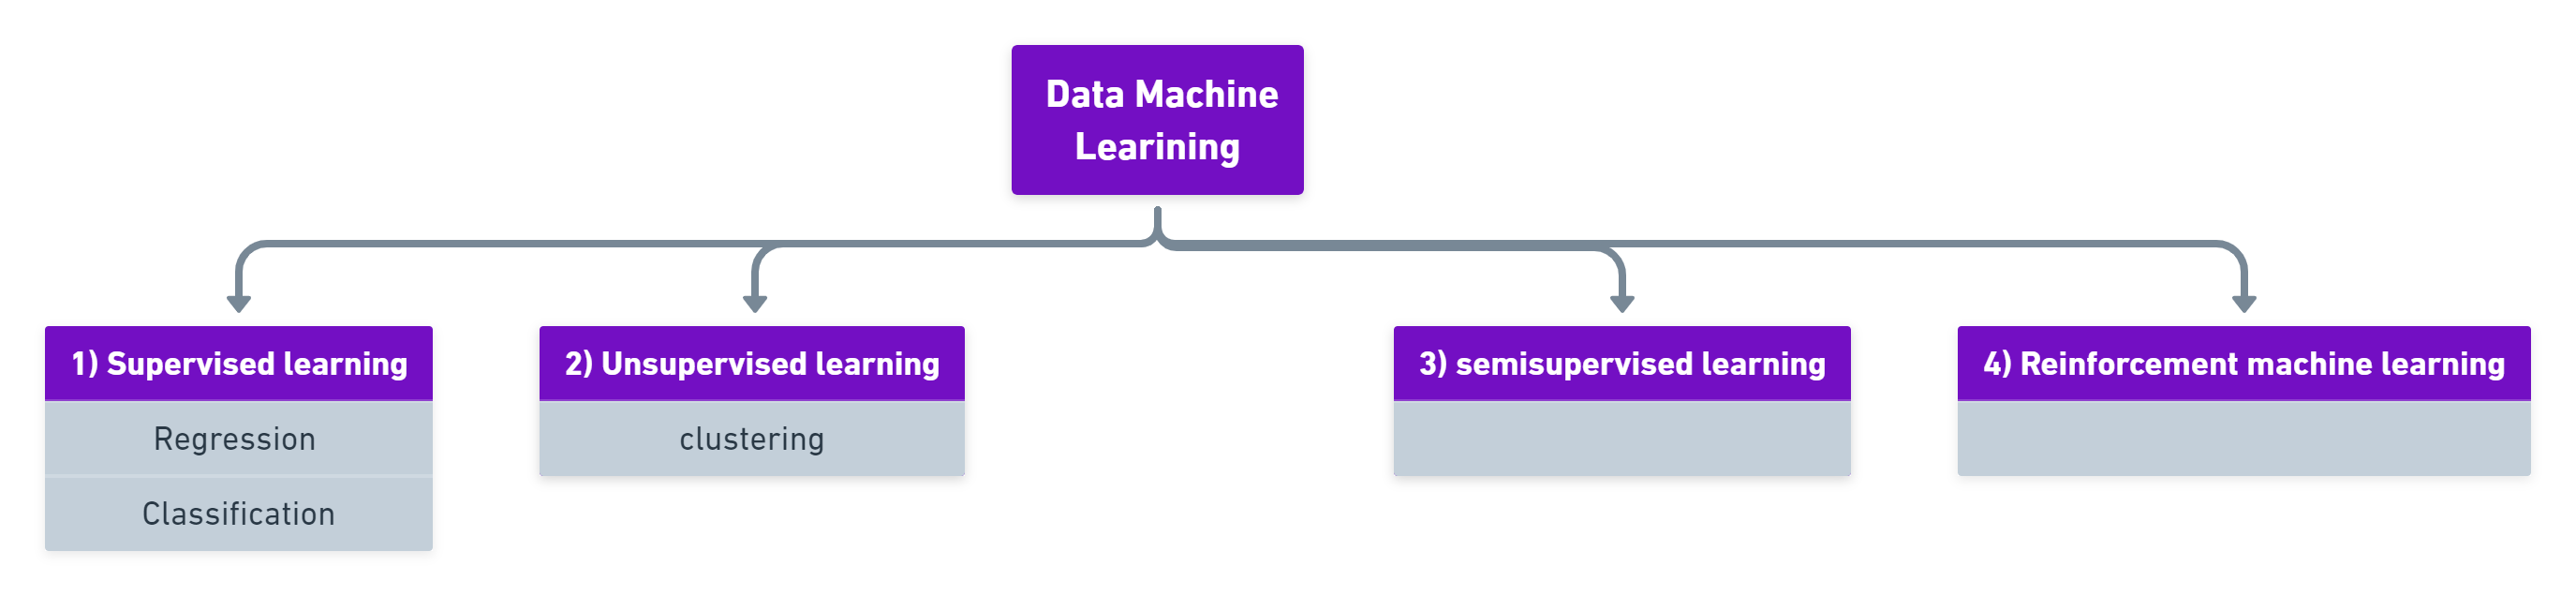 Data Machine
Learining
1) Supervised learning
Regression
Classification
2) Unsupervised learning
clustering
3) semisupervised learning
4) Reinforcement machine learning